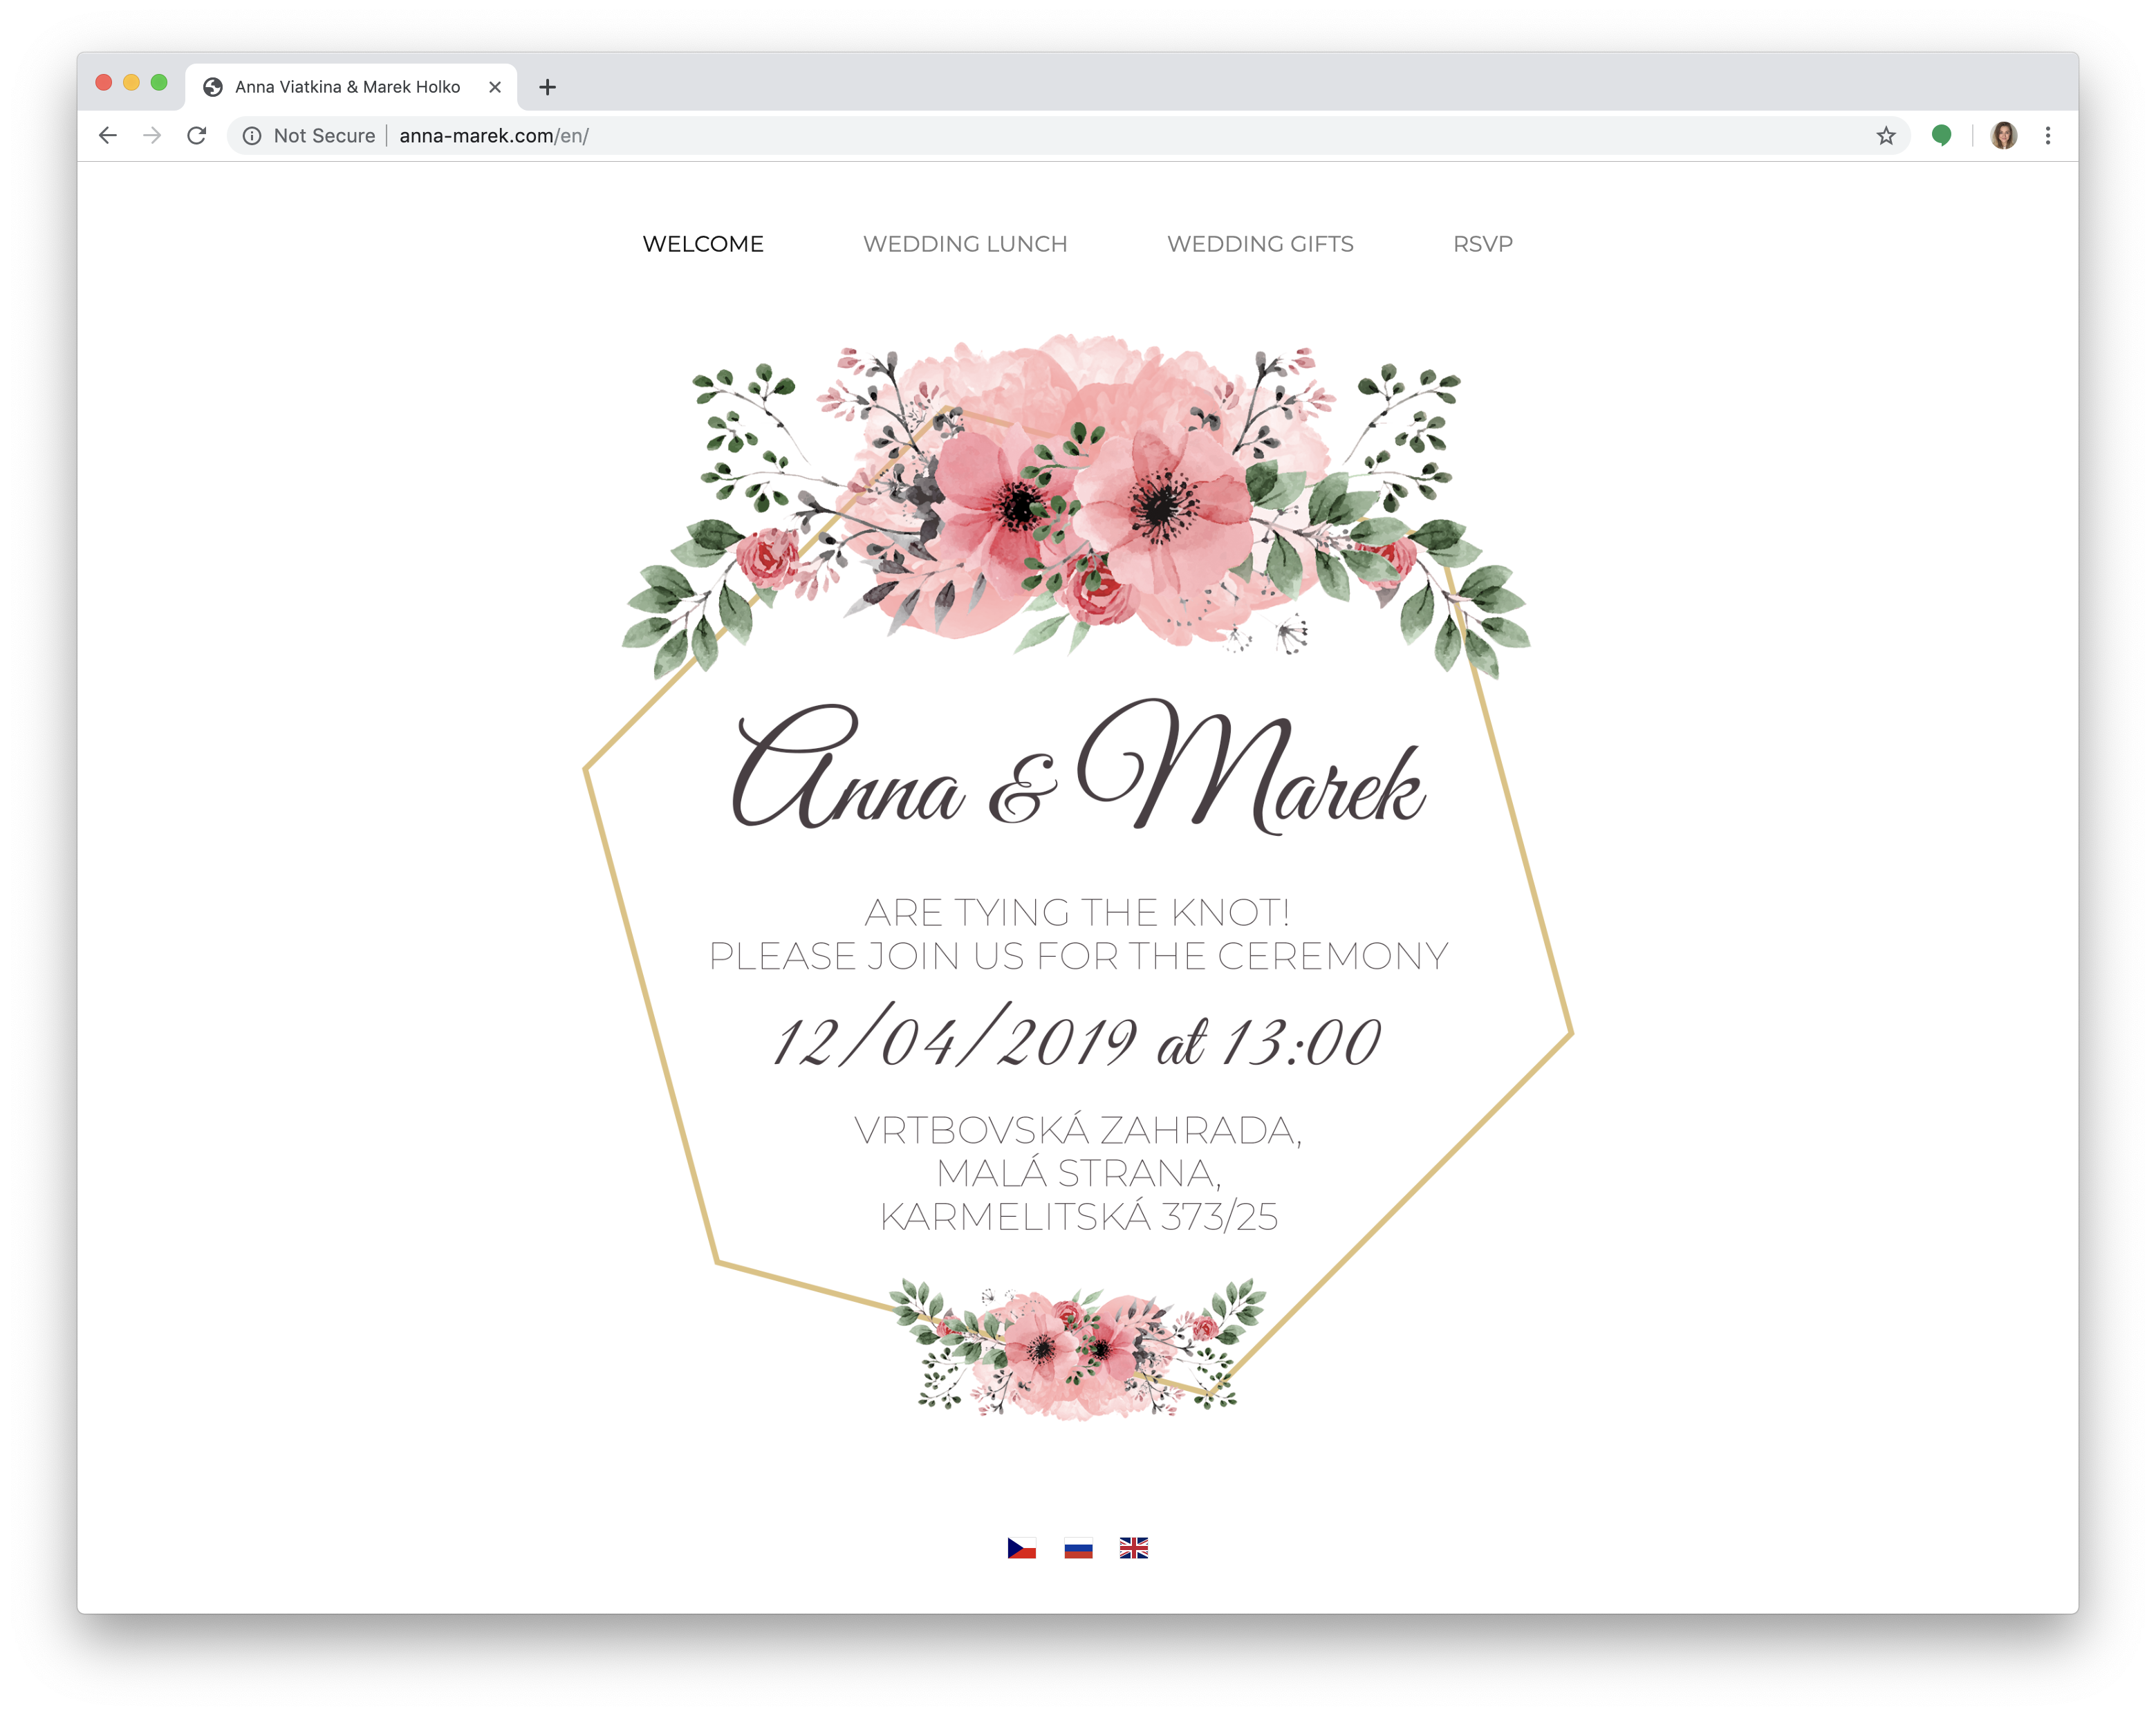 Anna Viatkina & Marek Holko
Not Secure | anna-marek.com/en/
WELCOME WEDDING LUNCH WEDDING GIFTS RSVP
Anna & Marek
ARE TYING THE KNOT!
PLEASE JOIN US FOR THE CEREMONY
12/04/2019 at 13:00
VRTBOVSKÁ ZAHRADA,
MALÁ STRANA,
KARMELITSKÁ 373/25